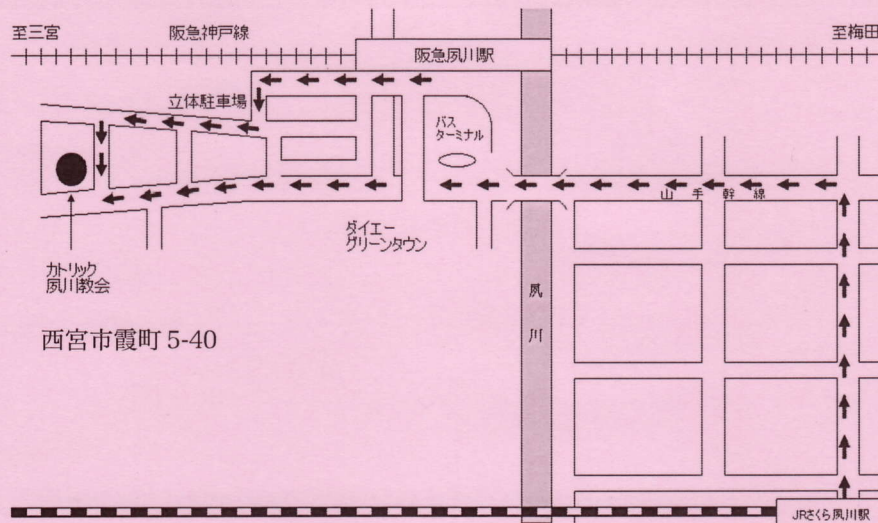 至三宮
阪急神戸線
阪急夙川駅
至梅田
立体駐車場
バス
ターミナル
山手幹線
ダイエー
グリーンタウン
カトリック
夙川教会
夙川
西宮市霞町 5-40
JRさくら夙川駅